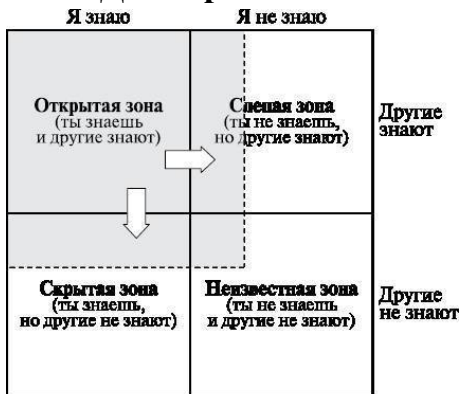 Я знаю
Я не знаю
Открытая зона
(ты знаешь
и другие знают)
Слепая зона
(ты не знаешь,
но другие знают)
Другие
знают
Скрытая зона
(ты знаешь,
но другие не знают)
Неизвестная зона
(ты не знаешь
и другие не знают)
Другие
не знают